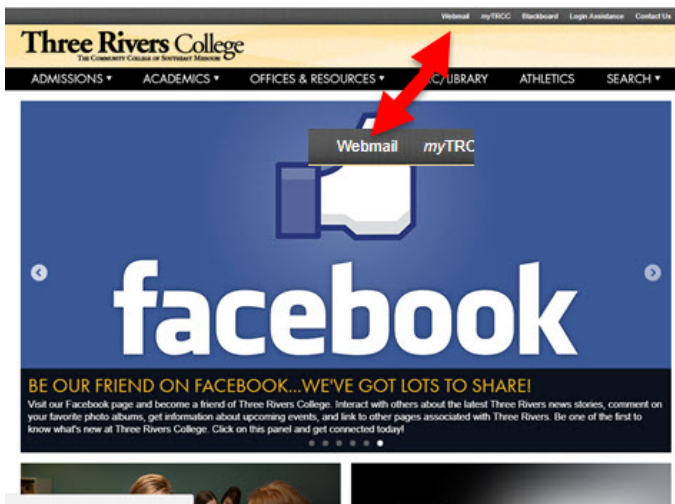 Webmail myTRCC Blackboard Login Assistance Contact Us
Three Rivers College
The Community College of Southeast Missouri
ADMISSIONS ▾ ACADEMICS ▾ OFFICES & RESOURCES ▾ C/LIBRARY ATHLETICS SEARCH ▾
Webmail myTRC
facebook
BE OUR FRIEND ON FACEBOOK...WE'VE GOT LOTS TO SHARE!
Visit our Facebook page and become a friend of Three Rivers College. Interact with others about the latest Three Rivers news stories, comment on
your favorite photo albums, get information about upcoming events, and link to other pages associated with Three Rivers. Be one of the first to
know what's new at Three Rivers College. Click on this panel and get connected today!